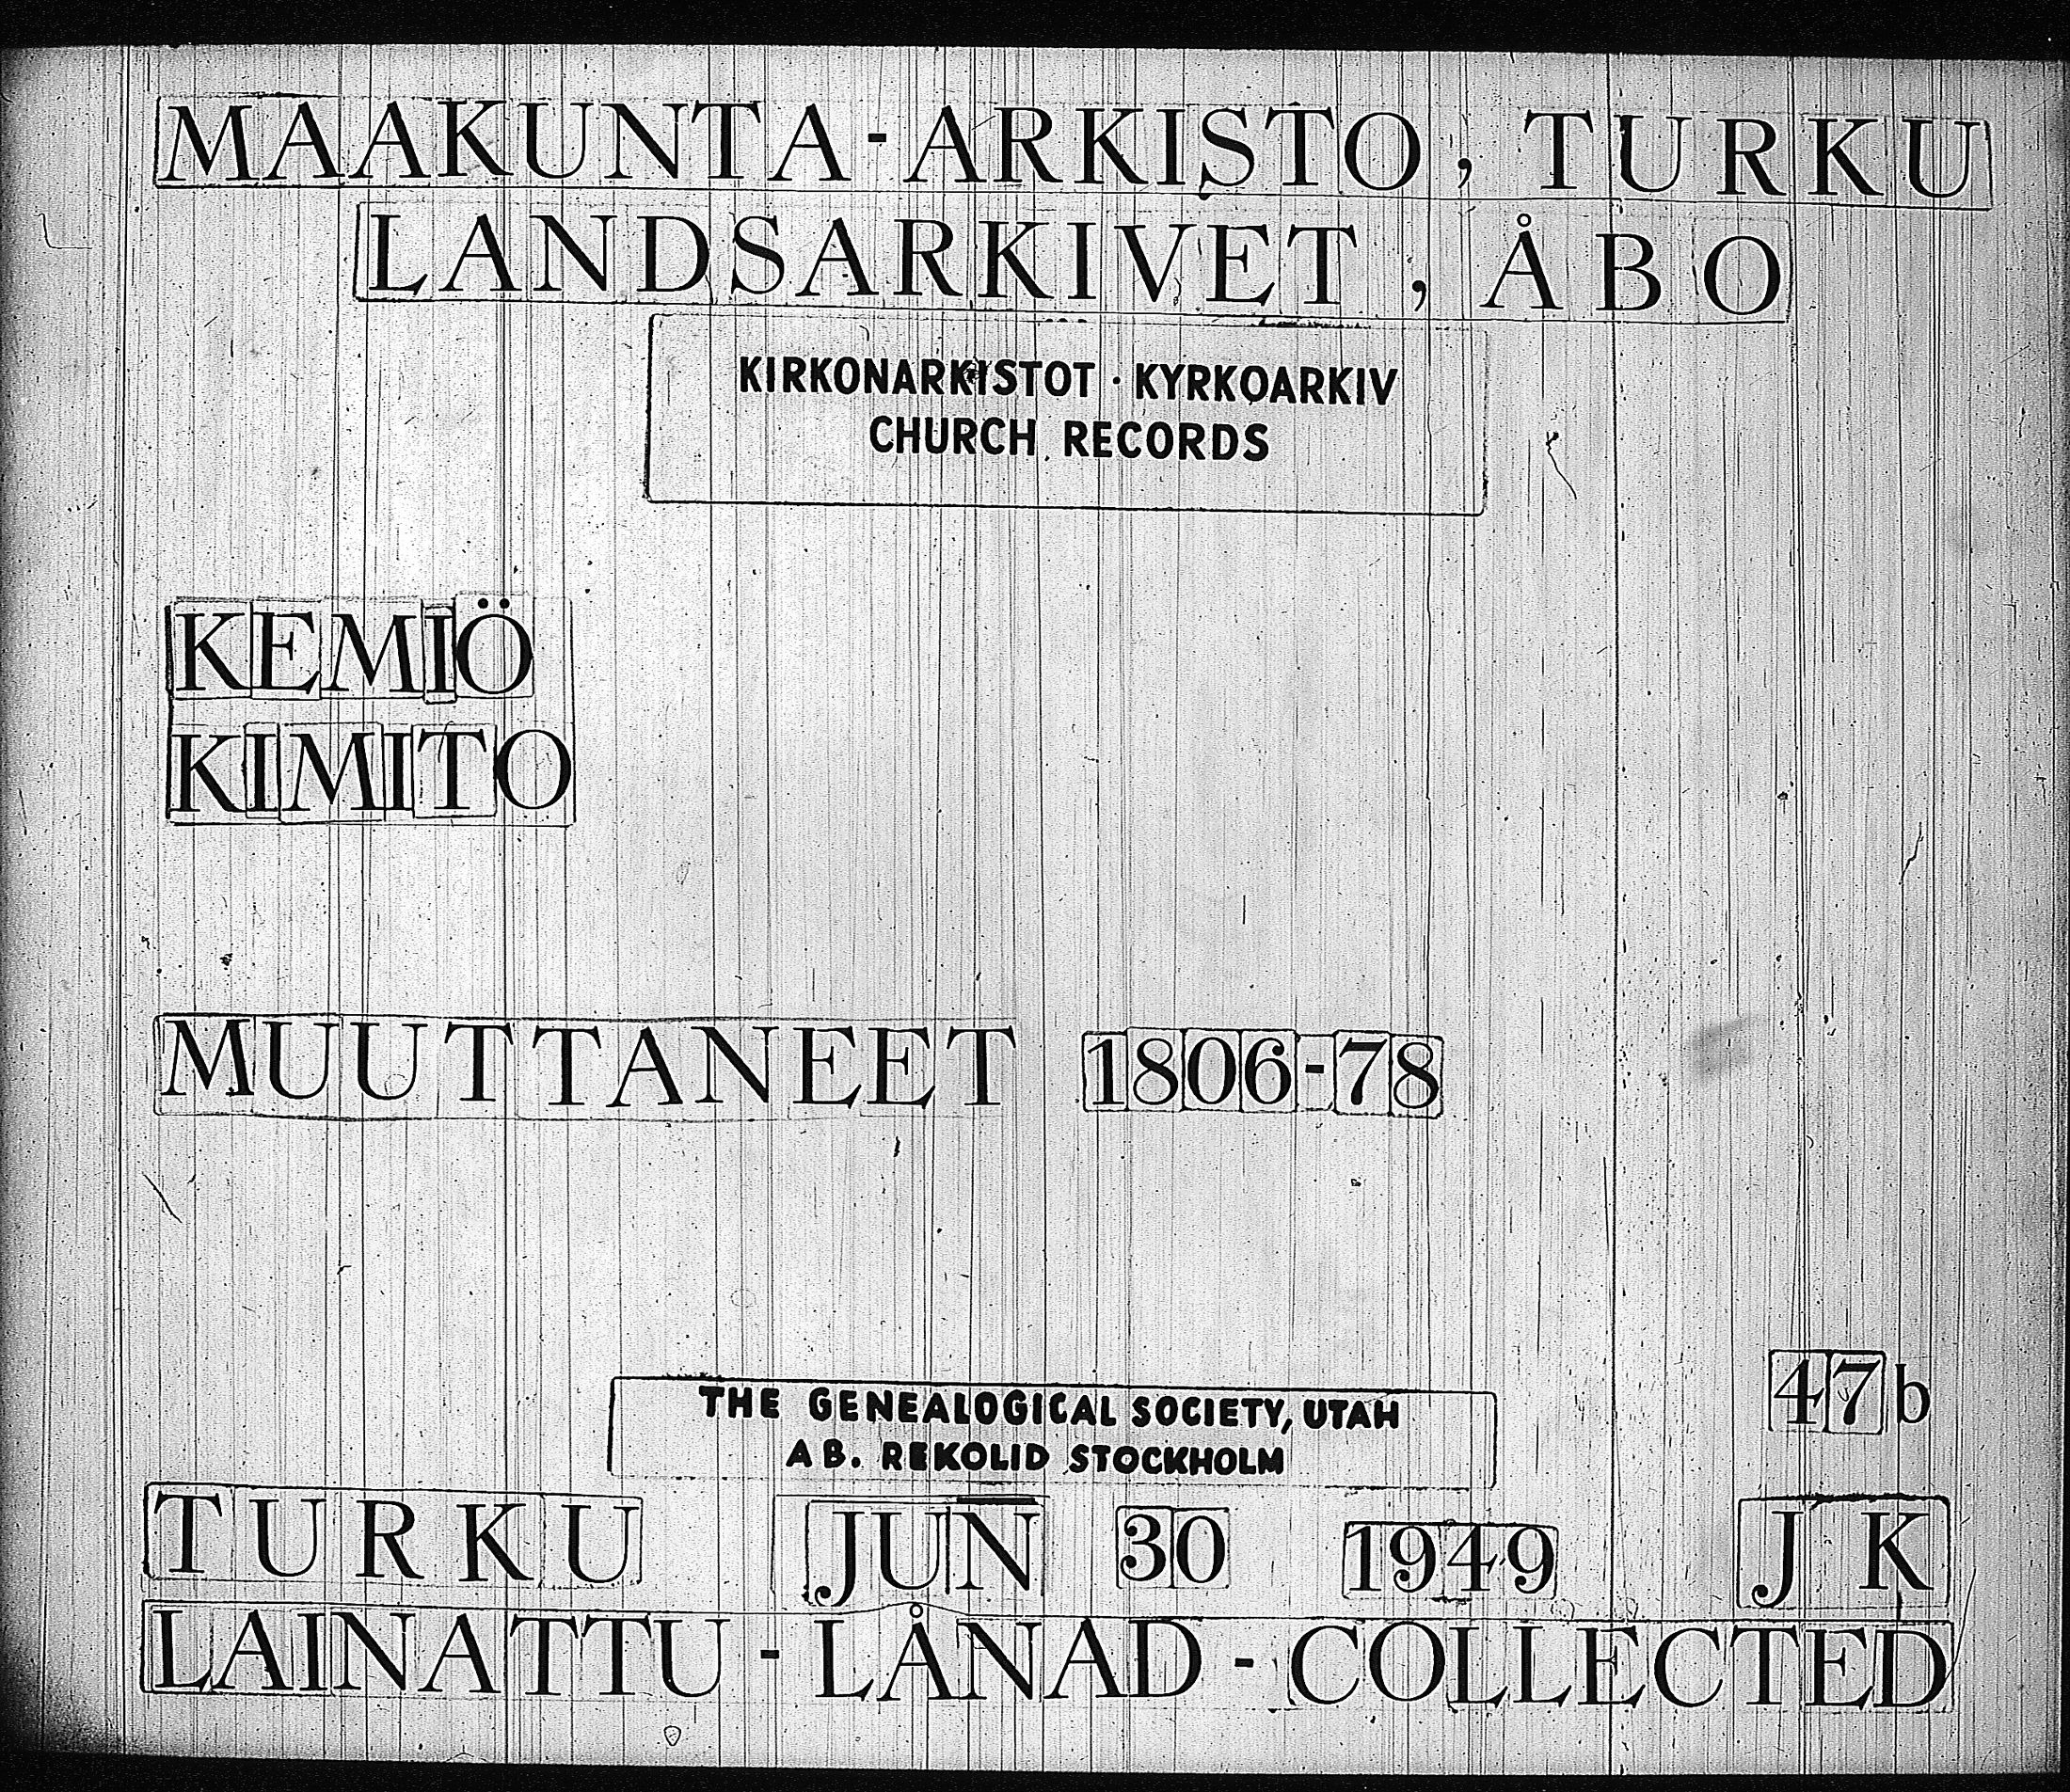 MAAKUNTA-ARKISTO, TURKU
LANDSARKIVET, ÅBO
KIRKONARKISTOT · KYRKOARKIV
CHURCH RECORDS
KEMIÖ
KIMITO
MUUTTANEET 1806-78
47b
THE GENEALOGICAL SOCIETY, UTAH
AB. REKOLID STOCKHOLM
TURKU JUN 30 1949 JK
LAINATTU - LÅNAD - COLLECTED